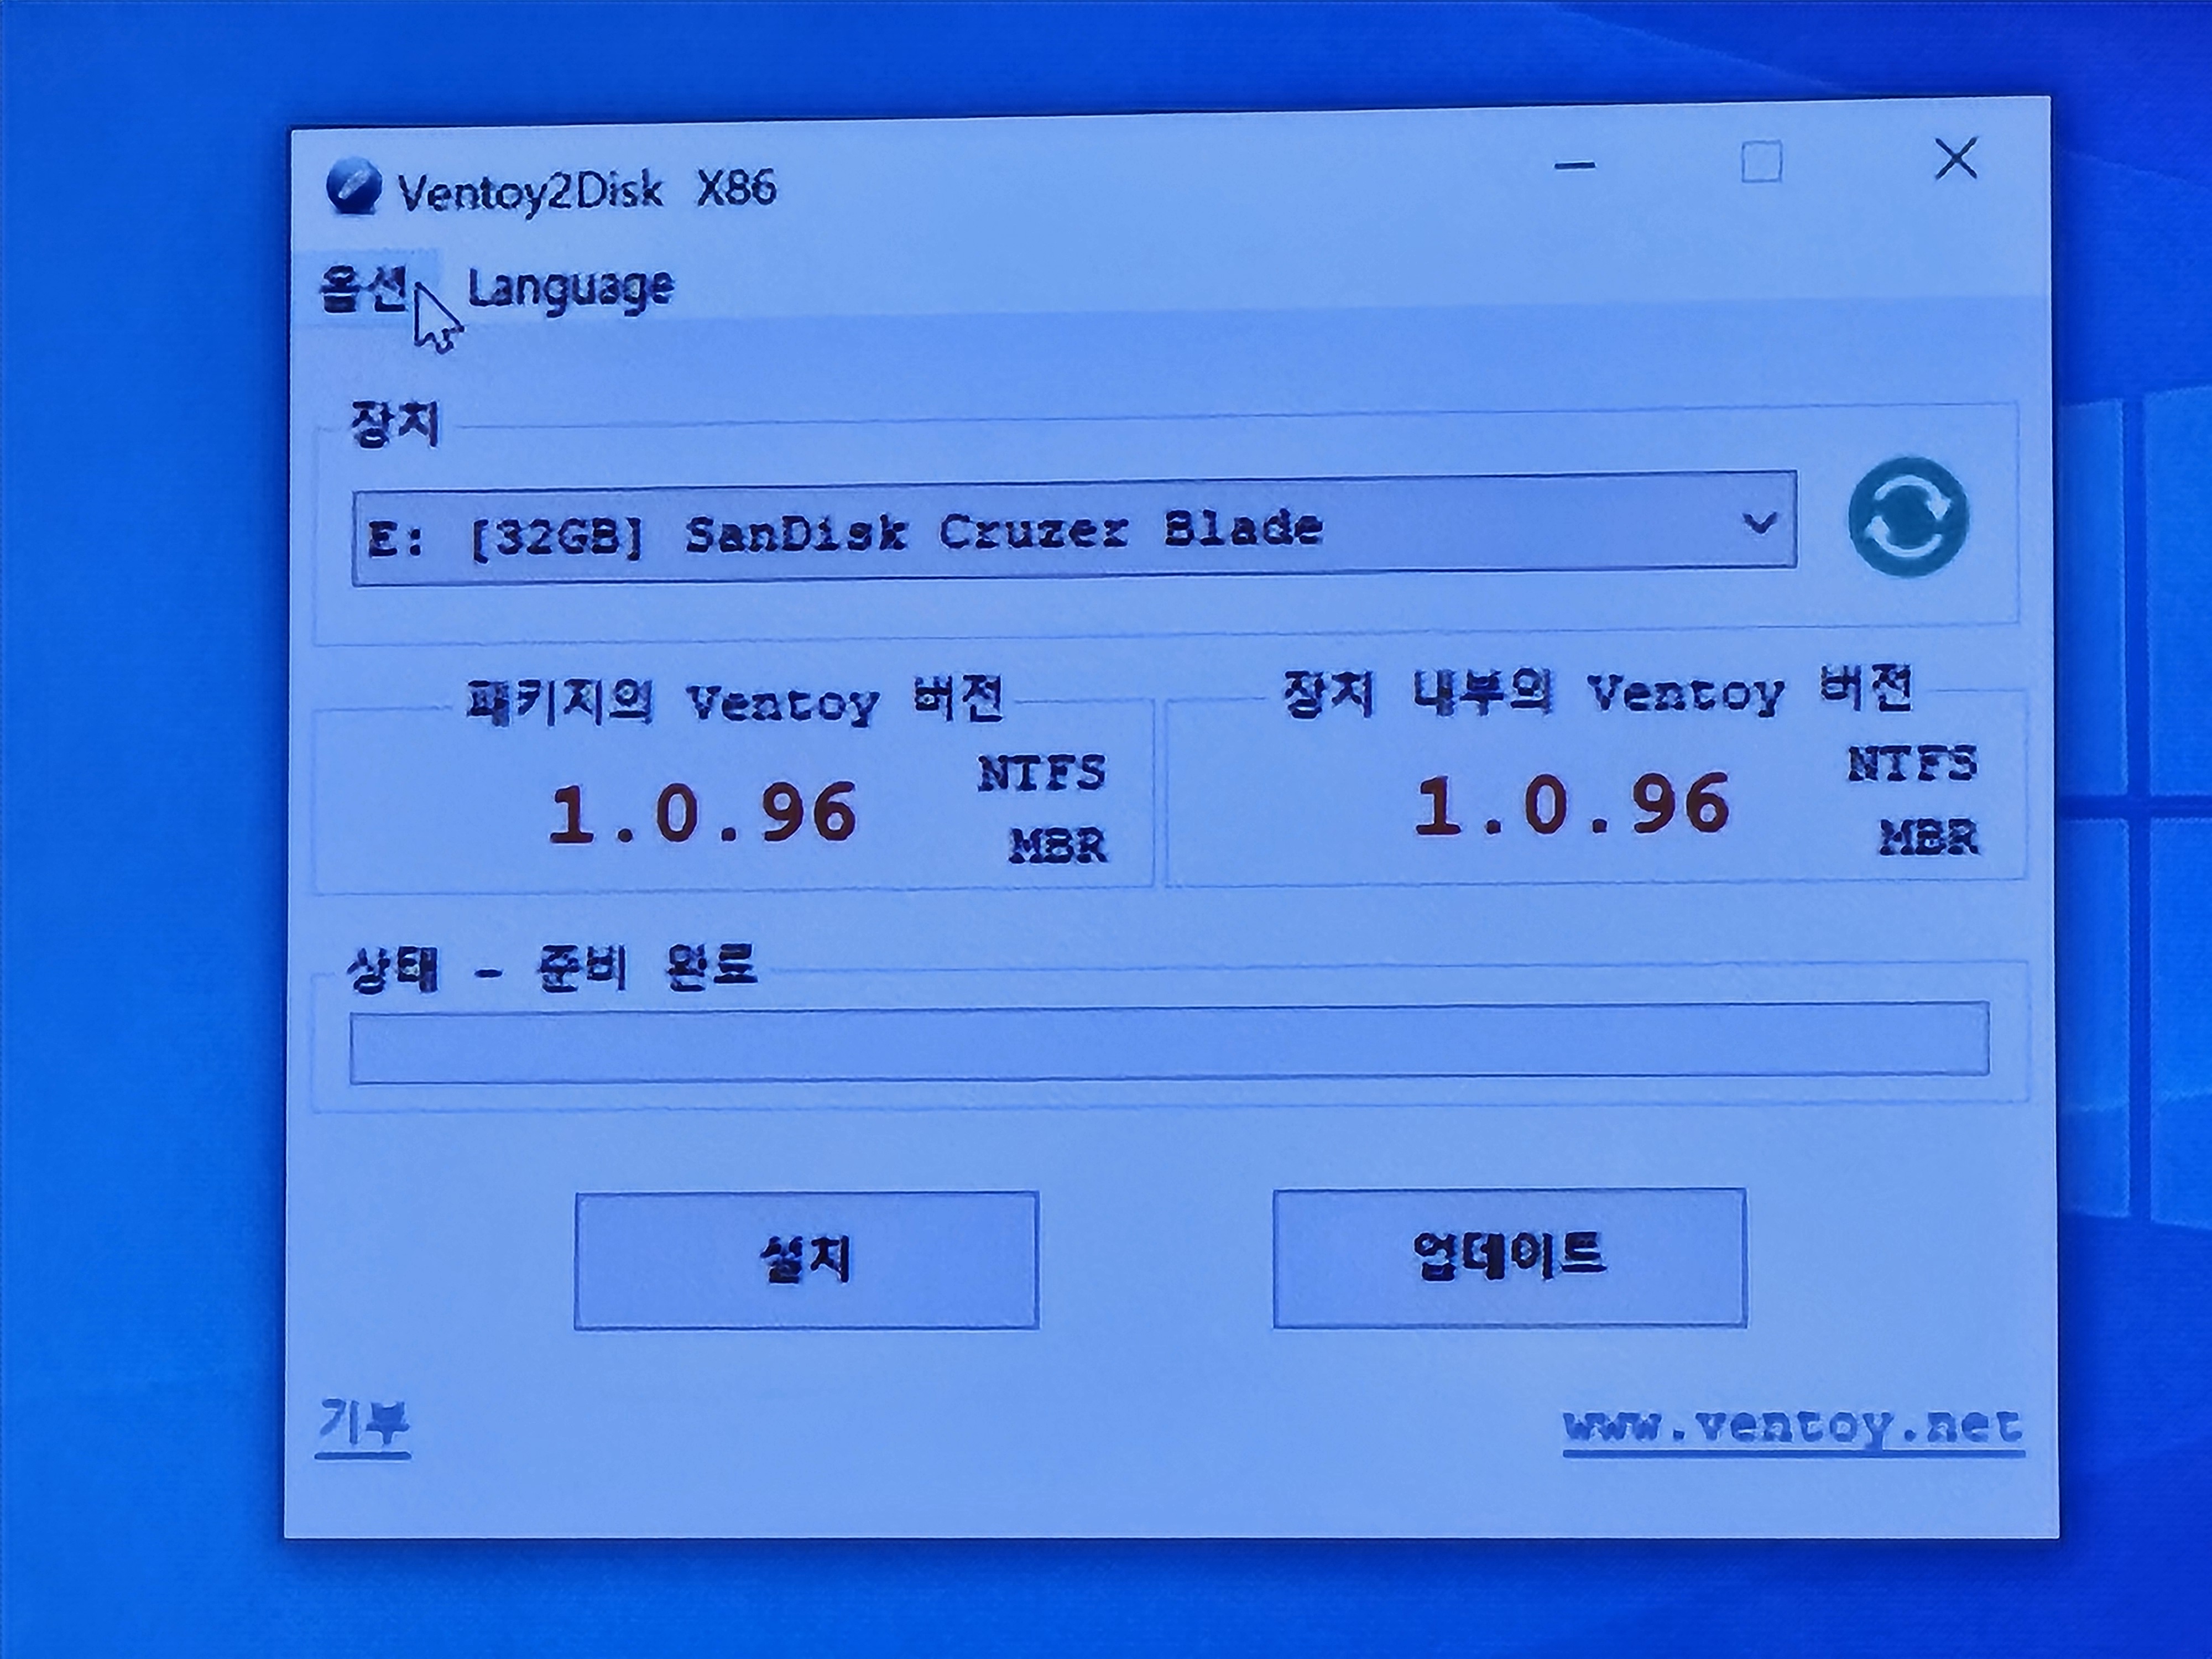 Ventoy2Disk X86
옵션 Language
장치
E: [32GB] SanDisk Cruzer Blade
패키지의 Ventoy 버전
1.0.96
NTFS
MBR
장치 내부의 Ventoy 버전
1.0.96
NTFS
MBR
상태 - 준비 완료
설치
업데이트
기부
www.ventoy.net